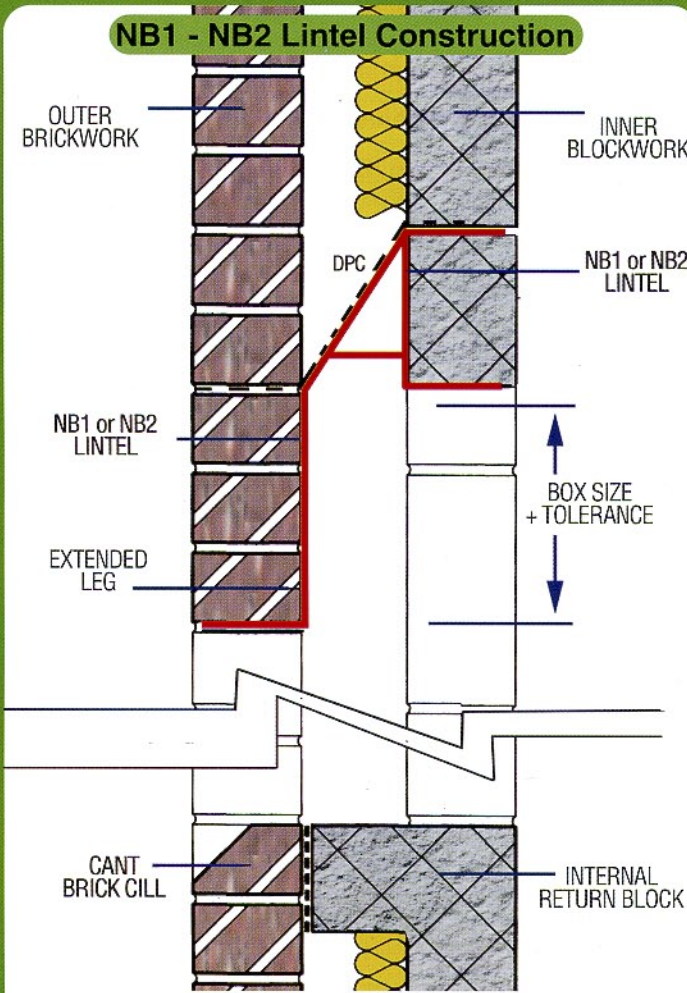 NB1 - NB2 Lintel Construction
OUTER
BRICKWORK
INNER
BLOCKWORK
DPC
NB1 or NB2
LINTEL
NB1 or NB2
LINTEL
BOX SIZE
+ TOLERANCE
EXTENDED
LEG
CANT
BRICK CILL
INTERNAL
RETURN BLOCK